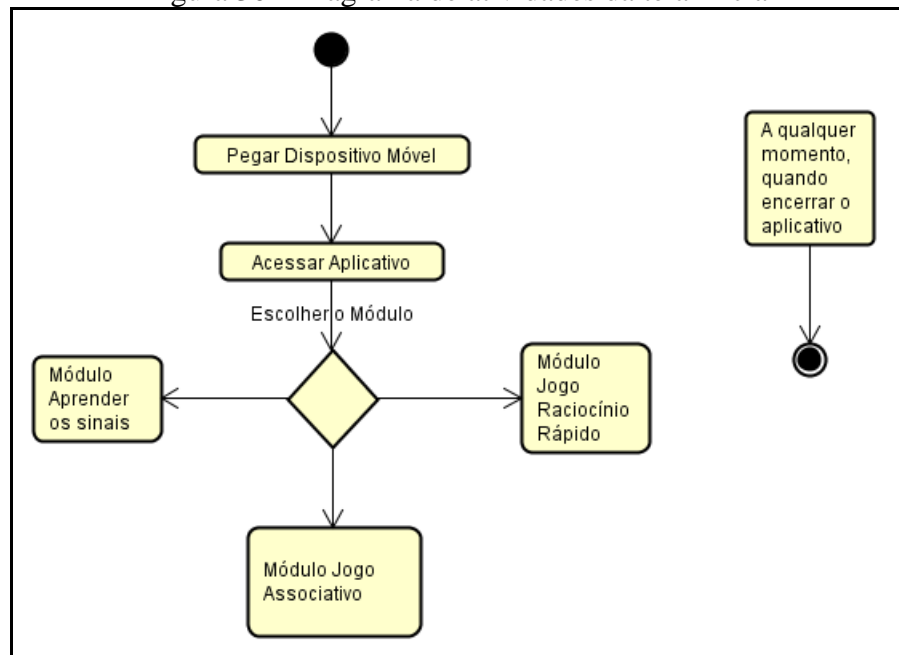 Pegar Dispositivo Móvel
Acessar Aplicativo
Escolher o Módulo
Módulo
Aprender
os sinais
Módulo
Jogo
Raciocínio
Rápido
Módulo Jogo
Associativo
A qualquer
momento,
quando
encerrar o
aplicativo